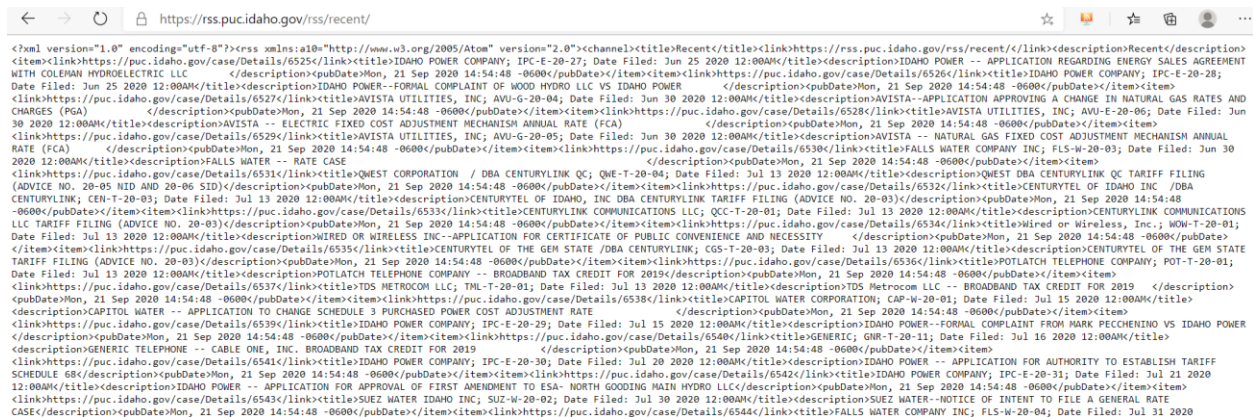 https://rss.puc.idaho.gov/rss/recent/
<?xml version="1.0" encoding="utf-8"?><rss xmlns:a10="http://www.w3.org/2005/Atom" version="2.0"><channel><title>Recent</title><link>https://rss.puc.idaho.gov/rss/recent/</link><description>Recent</description>
<item><link>https://puc.idaho.gov/case/Details/6525</link><title>IDAHO POWER COMPANY; IPC-E-20-27; Date Filed: Jun 25 2020 12:00AM</title><description>IDAHO POWER -- APPLICATION REGARDING ENERGY SALES AGREEMENT
WITH COLEMAN HYDROELECTRIC LLC </description><pubDate>Mon, 21 Sep 2020 14:54:48 -0600</pubDate></item><item><link>https://puc.idaho.gov/case/Details/6526</link><title>IDAHO POWER COMPANY; IPC-E-20-28;
Date Filed: Jun 25 2020 12:00AM</title><description>IDAHO POWER--FORMAL COMPLAINT OF WOOD HYDRO LLC VS IDAHO POWER </description><pubDate>Mon, 21 Sep 2020 14:54:48 -0600</pubDate></item><item>
<link>https://puc.idaho.gov/case/Details/6527</link><title>AVISTA UTILITIES, INC; AVU-G-20-04; Date Filed: Jun 30 2020 12:00AM</title><description>AVISTA--APPLICATION APPROVING A CHANGE IN NATURAL GAS RATES AND
CHARGES (PGA) </description><pubDate>Mon, 21 Sep 2020 14:54:48 -0600</pubDate></item><item><link>https://puc.idaho.gov/case/Details/6528</link><title>AVISTA UTILITIES, INC; AVU-E-20-06; Date Filed: Jun
30 2020 12:00AM</title><description>AVISTA -- ELECTRIC FIXED COST ADJUSTMENT MECHANISM ANNUAL RATE (FCA) </description><pubDate>Mon, 21 Sep 2020 14:54:48 -0600</pubDate></item><item>
<link>https://puc.idaho.gov/case/Details/6529</link><title>AVISTA UTILITIES, INC; AVU-G-20-05; Date Filed: Jun 30 2020 12:00AM</title><description>AVISTA -- NATURAL GAS FIXED COST ADJUSTMENT MECHANISM ANNUAL
RATE (FCA) </description><pubDate>Mon, 21 Sep 2020 14:54:48 -0600</pubDate></item><item><link>https://puc.idaho.gov/case/Details/6530</link><title>FALLS WATER COMPANY INC; FLS-W-20-03; Date Filed: Jun 30
2020 12:00AM</title><description>FALLS WATER -- RATE CASE </description><pubDate>Mon, 21 Sep 2020 14:54:48 -0600</pubDate></item><item>
<link>https://puc.idaho.gov/case/Details/6531</link><title>QWEST CORPORATION / DBA CENTURYLINK QC; QWE-T-20-04; Date Filed: Jul 13 2020 12:00AM</title><description>QWEST DBA CENTURYLINK QC TARIFF FILING
(ADVICE NO. 20-05 NID AND 20-06 SID)</description><pubDate>Mon, 21 Sep 2020 14:54:48 -0600</pubDate></item><item><link>https://puc.idaho.gov/case/Details/6532</link><title>CENTURYTEL OF IDAHO INC /DBA
CENTURYLINK; CEN-T-20-03; Date Filed: Jul 13 2020 12:00AM</title><description>CENTURYTEL OF IDAHO, INC DBA CENTURYLINK TARIFF FILING (ADVICE NO. 20-03)</description><pubDate>Mon, 21 Sep 2020 14:54:48
-0600</pubDate></item><item><link>https://puc.idaho.gov/case/Details/6533</link><title>CENTURYLINK COMMUNICATIONS LLC; QCC-T-20-01; Date Filed: Jul 13 2020 12:00AM</title><description>CENTURYLINK COMMUNICATIONS
LLC TARIFF FILING (ADVICE NO. 20-03)</description><pubDate>Mon, 21 Sep 2020 14:54:48 -0600</pubDate></item><item><link>https://puc.idaho.gov/case/Details/6534</link><title>Wired or Wireless, Inc.; WOW-T-20-01;
Date Filed: Jul 13 2020 12:00AM</title><description>WIRED OR WIRELESS INC--APPLICATION FOR CERTIFICATE OF PUBLIC CONVENIENCE AND NECESSITY </description><pubDate>Mon, 21 Sep 2020 14:54:48 -0600</pubDate>
</item><item><link>https://puc.idaho.gov/case/Details/6535</link><title>CENTURYTEL OF THE GEM STATE /DBA CENTURYLINK; CGS-T-20-03; Date Filed: Jul 13 2020 12:00AM</title><description>CENTURYTEL OF THE GEM STATE
TARIFF FILING (ADVICE NO. 20-03)</description><pubDate>Mon, 21 Sep 2020 14:54:48 -0600</pubDate></item><item><link>https://puc.idaho.gov/case/Details/6536</link><title>POTLATCH TELEPHONE COMPANY; POT-T-20-01;
Date Filed: Jul 13 2020 12:00AM</title><description>POTLATCH TELEPHONE COMPANY -- BROADBAND TAX CREDIT FOR 2019</description><pubDate>Mon, 21 Sep 2020 14:54:48 -0600</pubDate></item><item>
<link>https://puc.idaho.gov/case/Details/6537</link><title>TDS METROCOM LLC; TML-T-20-01; Date Filed: Jul 13 2020 12:00AM</title><description>TDS Metrocom LLC -- BROADBAND TAX CREDIT FOR 2019 </description>
<pubDate>Mon, 21 Sep 2020 14:54:48 -0600</pubDate></item><item><link>https://puc.idaho.gov/case/Details/6538</link><title>CAPITOL WATER CORPORATION; CAP-W-20-01; Date Filed: Jul 15 2020 12:00AM</title>
<description>CAPITOL WATER -- APPLICATION TO CHANGE SCHEDULE 3 PURCHASED POWER COST ADJUSTMENT RATE </description><pubDate>Mon, 21 Sep 2020 14:54:48 -0600</pubDate></item><item>
<link>https://puc.idaho.gov/case/Details/6539</link><title>IDAHO POWER COMPANY; IPC-E-20-29; Date Filed: Jul 15 2020 12:00AM</title><description>IDAHO POWER--FORMAL COMPLAINT FROM MARK PECCHENINO VS IDAHO POWER
</description><pubDate>Mon, 21 Sep 2020 14:54:48 -0600</pubDate></item><item><link>https://puc.idaho.gov/case/Details/6540</link><title>GENERIC; GNR-T-20-11; Date Filed: Jul 16 2020 12:00AM</title>
<description>GENERIC TELEPHONE -- CABLE ONE, INC. BROADBAND TAX CREDIT FOR 2019 </description><pubDate>Mon, 21 Sep 2020 14:54:48 -0600</pubDate></item><item>
<link>https://puc.idaho.gov/case/Details/6541</link><title>IDAHO POWER COMPANY; IPC-E-20-30; Date Filed: Jul 20 2020 12:00AM</title><description>IDAHO POWER -- APPLICATION FOR AUTHORITY TO ESTABLISH TARIFF
SCHEDULE 68</description><pubDate>Mon, 21 Sep 2020 14:54:48 -0600</pubDate></item><item><link>https://puc.idaho.gov/case/Details/6542</link><title>IDAHO POWER COMPANY; IPC-E-20-31; Date Filed: Jul 21 2020
12:00AM</title><description>IDAHO POWER -- APPLICATION FOR APPROVAL OF FIRST AMENDMENT TO ESA- NORTH GOODING MAIN HYDRO LLC</description><pubDate>Mon, 21 Sep 2020 14:54:48 -0600</pubDate></item><item>
<link>https://puc.idaho.gov/case/Details/6543</link><title>SUEZ WATER IDAHO INC; SUZ-W-20-02; Date Filed: Jul 21 2020 12:00AM</title><description>SUEZ WATER--NOTICE OF INTENT TO FILE A GENERAL RATE
CASE</description><pubDate>Mon, 21 Sep 2020 14:54:48 -0600</pubDate></item><item><link>https://puc.idaho.gov/case/Details/6544</link><title>FALLS WATER COMPANY INC; FLS-W-20-04; Date Filed: Jul 31 2020